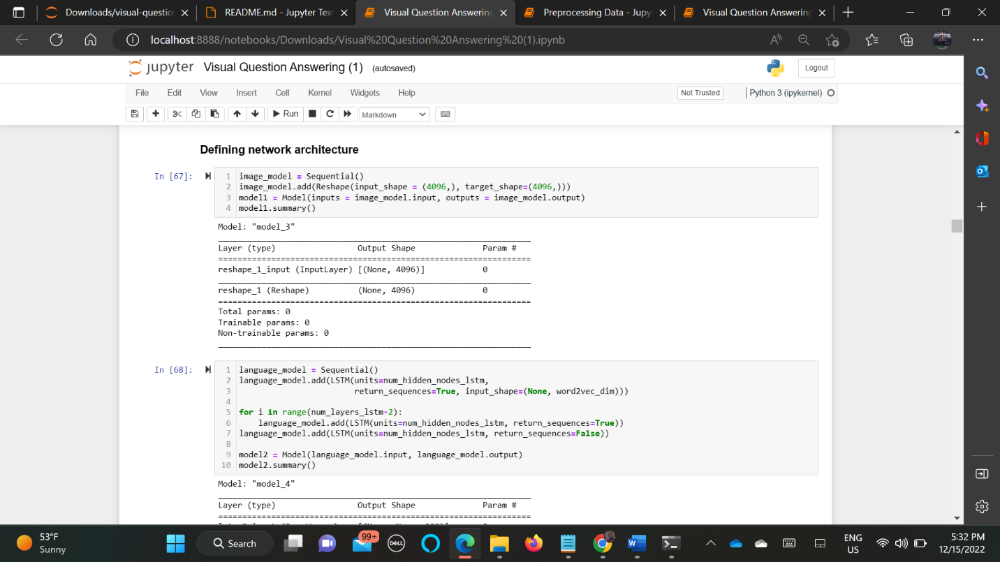 Downloads/visual-questio
README.md - Jupyter Text
Visual Question Answering
Preprocessing Data - Jupy
Visual Question Answering
localhost:8888/notebooks/Downloads/Visual%20Question%20Answering%20(1).ipynb
jupyter Visual Question Answering (1) (autosaved)
Logout
File Edit View Insert Cell Kernel Widgets Help
Not Trusted
Python 3 (ipykernel)
Run
Markdown
Defining network architecture
In [67]:
1 image_model = Sequential()
2 image_model.add(Reshape(input_shape = (4096,), target_shape=(4096,)))
3 model1 = Model(inputs = image_model.input, outputs = image_model.output)
4 model1.summary()
Model: "model_3"
Layer (type) Output Shape Param #
=================================================================
reshape_1_input (InputLayer) [(None, 4096)] 0
reshape_1 (Reshape) (None, 4096) 0
=================================================================
Total params: 0
Trainable params: 0
Non-trainable params: 0
In [68]:
1 language_model = Sequential()
2 language_model.add(LSTM(units=num_hidden_nodes_lstm,
3 return_sequences=True, input_shape=(None, word2vec_dim)))
4
5 for i in range(num_layers_lstm-2):
6 language_model.add(LSTM(units=num_hidden_nodes_lstm, return_sequences=True))
7 language_model.add(LSTM(units=num_hidden_nodes_lstm, return_sequences=False))
8
9 model2 = Model(language_model.input, language_model.output)
10 model2.summary()
Model: "model_4"
Layer (type) Output Shape Param #
=================================================================
53°F
Sunny
Search
99+
DELL
ENG
US
5:32 PM
12/15/2022